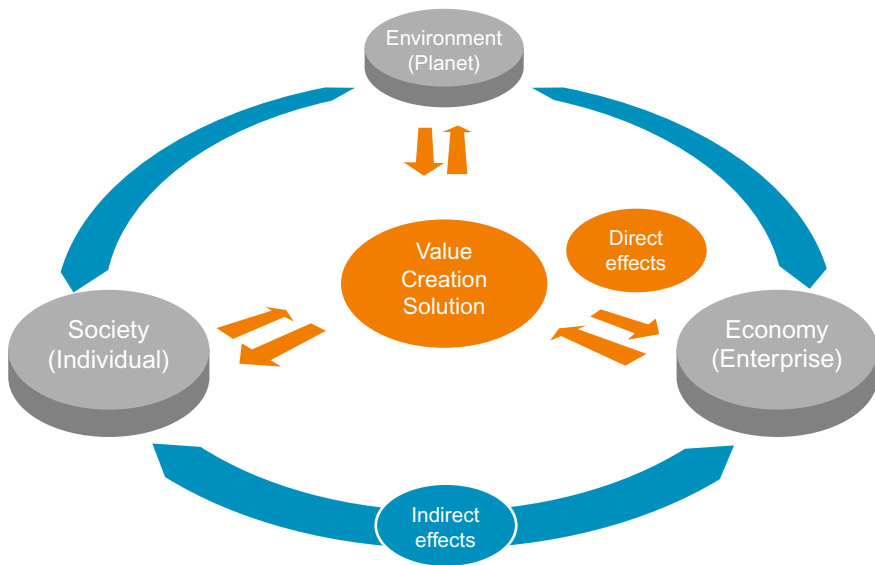 Environment
(Planet)
Value
Creation
Solution
Direct
effects
Society
(Individual)
Economy
(Enterprise)
Indirect
effects